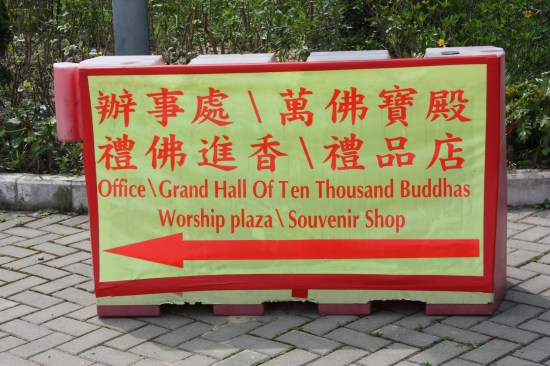 辦事處\萬佛寶殿
禮佛進香\禮品店
Office\Grand Hall Of Ten Thousand Buddhas
Worship plaza\Souvenir Shop